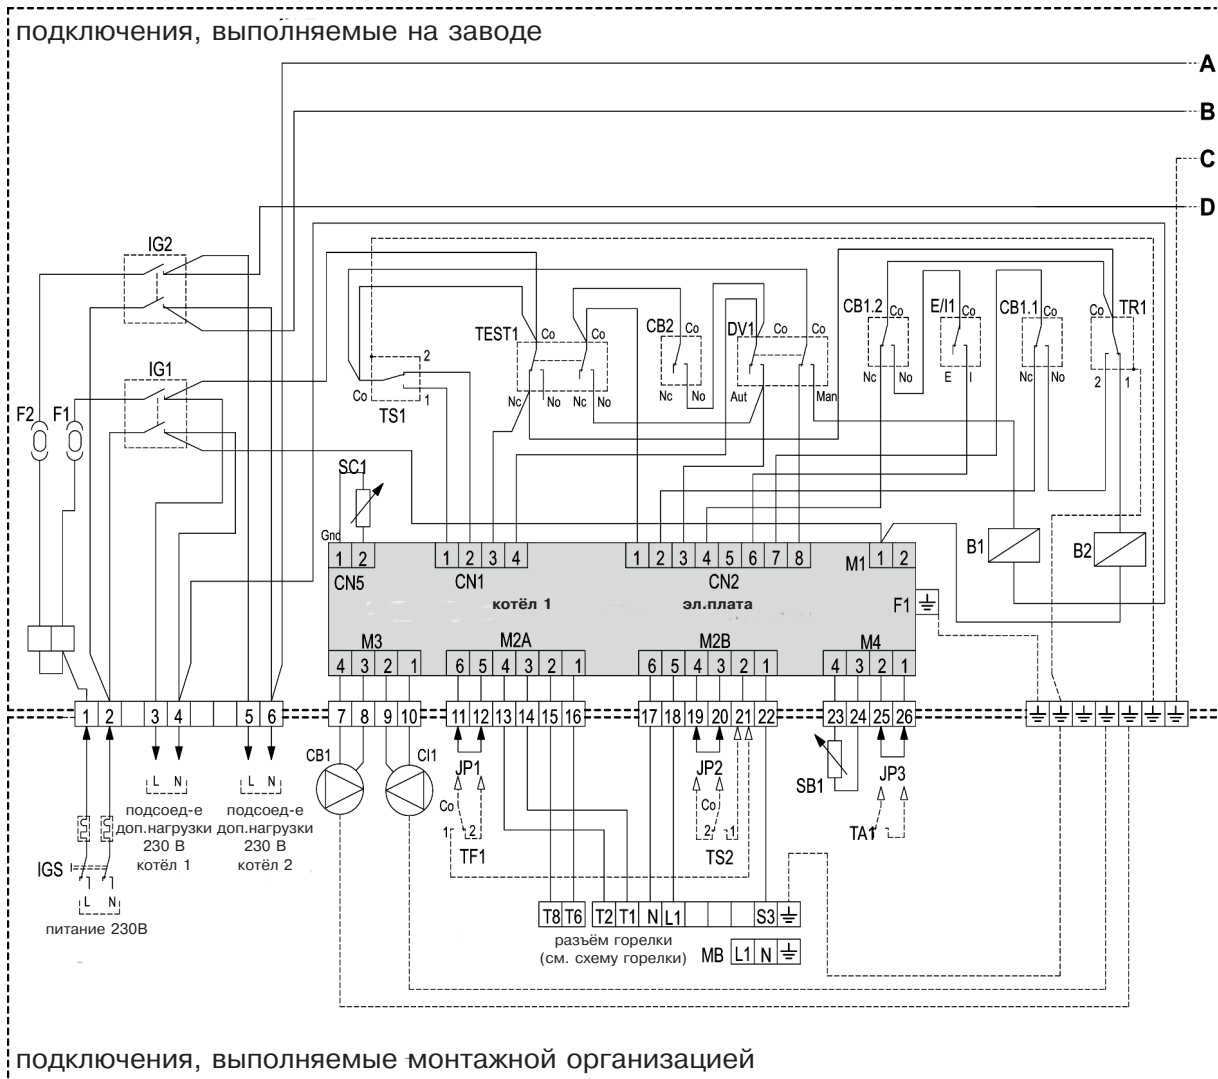 подключения, выполняемые на заводе
A
B
C
D
IG2
IG1
F2 F1
TEST1 Co Co
CB2 Co
DV1 Co Co
CB1.2 Co
E/I1 Co
CB1.1 Co
Co TR1
2
1
Co TS1
Nc No Nc No
Nc No
Aut Man
Nc No
E I
Nc No
2 1
SC1
Gnd
B1
B2
1 2
1 2 3 4
1 2 3 4 5 6 7 8
M1 1 2
CN5
CN1
CN2
котёл 1
эл.плата
F1
M3
M2A
M2B
M4
4 3 2 1
6 5 4 3 2 1
6 5 4 3 2 1
4 3 2 1
1 2 3 4 5 6
7 8 9 10
11 12 13 14 15 16
17 18 19 20 21 22
23 24 25 26
CB1
CI1
JP1
JP2
SB1
JP3
L N
L N
Co
Co
подсоед-е
доп.нагрузки
230 В
котёл 1
подсоед-е
доп.нагрузки
230 В
котёл 2
1 2
TF1
2 1
TS2
TA1
IGS
L N
питание 230В
T8 T6 T2 T1 N L1 S3
разъём горелки
(см. схему горелки)
MB L1 N
подключения, выполняемые монтажной организацией